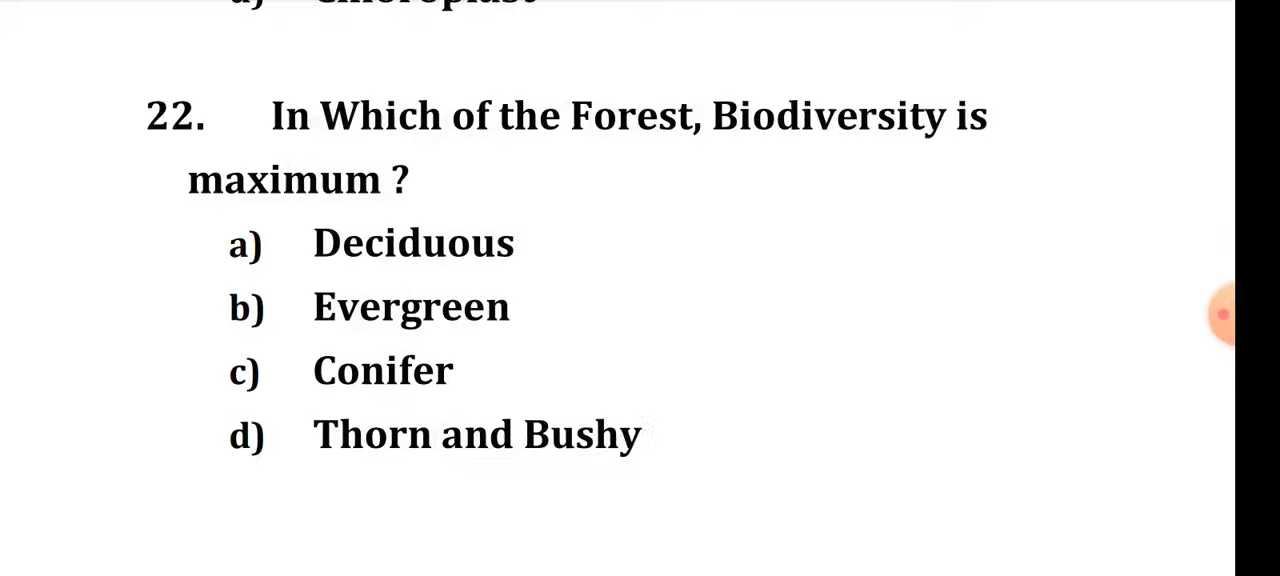 22. In Which of the Forest, Biodiversity is
maximum ?
a) Deciduous
b) Evergreen
c) Conifer
d) Thorn and Bushy